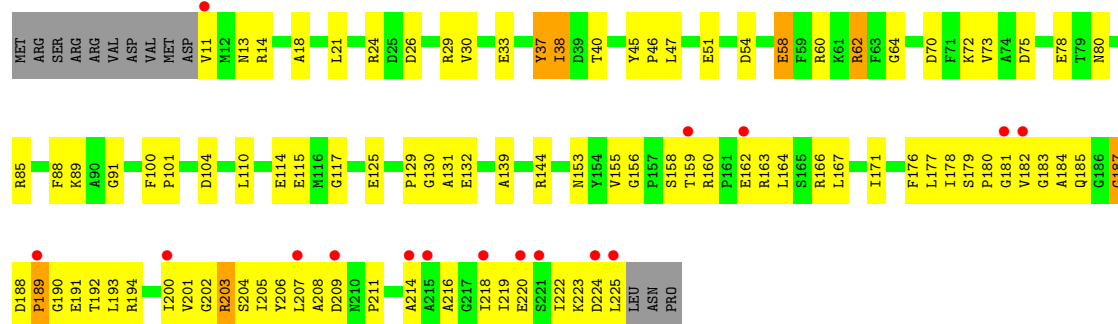 MET ARG SER ARG ARG VAL ASP VAL MET ASP V11 M12 N13 R14 A18 L21 R24 D25 D26 R29 V30 E33 Y37 I38 D39 T40 Y45 P46 L47 E51 D54 E58 F59 R60 K61 R62 F63 G64 D70 F71 K72 V73 A74 D75 E78 T79 N80
R85 F88 K89 A90 G91 F100 P101 D104 L110 E114 E115 M116 G117 E125 P129 G130 A131 E132 A139 R144 N153 Y154 V155 G156 P157 S158 T159 R160 P161 E162 R163 L164 S165 R166 L167 I171 F176 L177 I178 S179 P180 G181 V182 G183 A184 Q185 G186
D188 P189 G190 E191 T192 L193 R194 I200 V201 G202 R203 S204 I205 Y206 L207 A208 D209 N210 P211 A214 A215 A216 G217 I218 I219 E220 S221 I222 K223 D224 L225 LEU ASN PRO